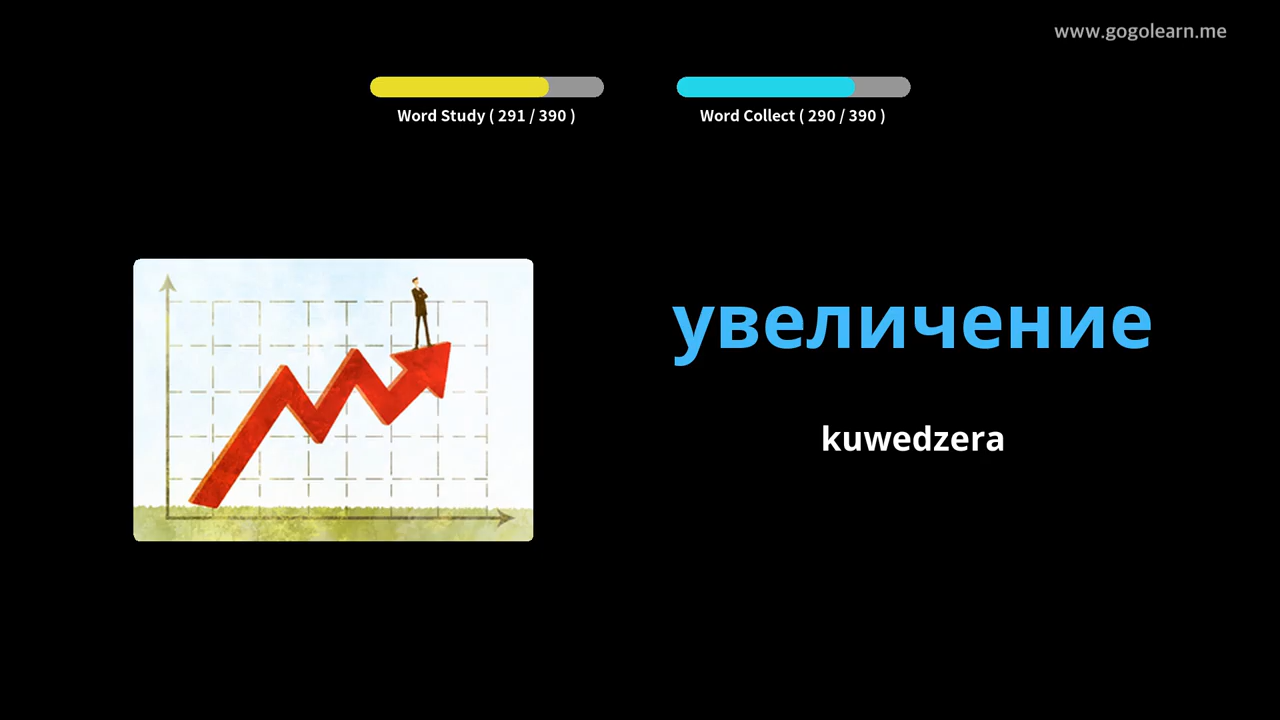 www.gogolearn.me
Word Study ( 291 / 390 )
Word Collect ( 290 / 390 )
увеличение
kuwedzera